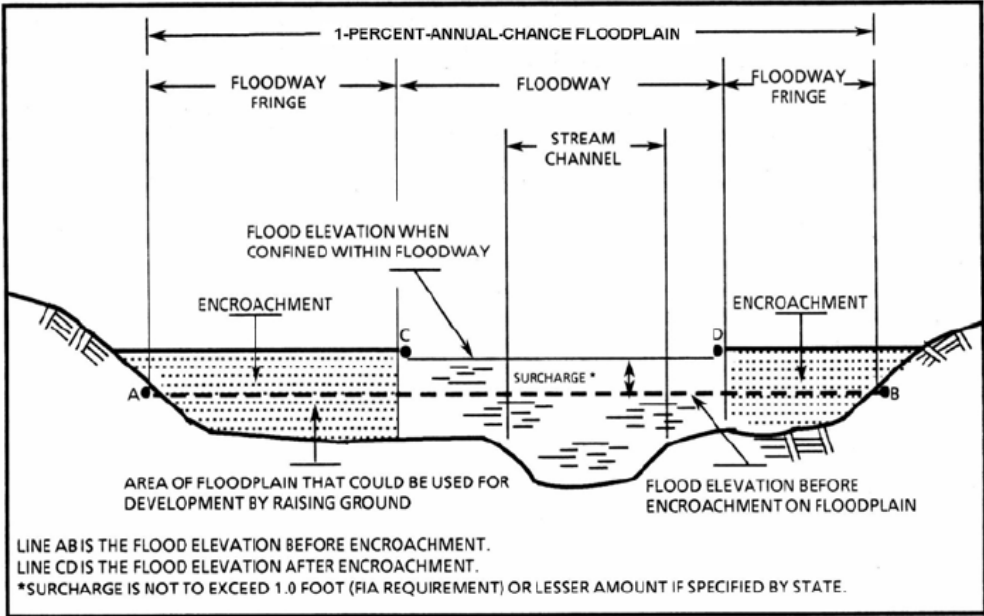 1-PERCENT-ANNUAL-CHANCE FLOODPLAIN
FLOODWAY
FRINGE
FLOODWAY
FLOODWAY
FRINGE
STREAM
CHANNEL
FLOOD ELEVATION WHEN
CONFINED WITHIN FLOODWAY
ENCROACHMENT
ENCROACHMENT
C
D
SURCHARGE *
A
B
AREA OF FLOODPLAIN THAT COULD BE USED FOR
DEVELOPMENT BY RAISING GROUND
FLOOD ELEVATION BEFORE
ENCROACHMENT ON FLOODPLAIN
LINE AB IS THE FLOOD ELEVATION BEFORE ENCROACHMENT.
LINE CD IS THE FLOOD ELEVATION AFTER ENCROACHMENT.
*SURCHARGE IS NOT TO EXCEED 1.0 FOOT (FIA REQUIREMENT) OR LESSER AMOUNT IF SPECIFIED BY STATE.